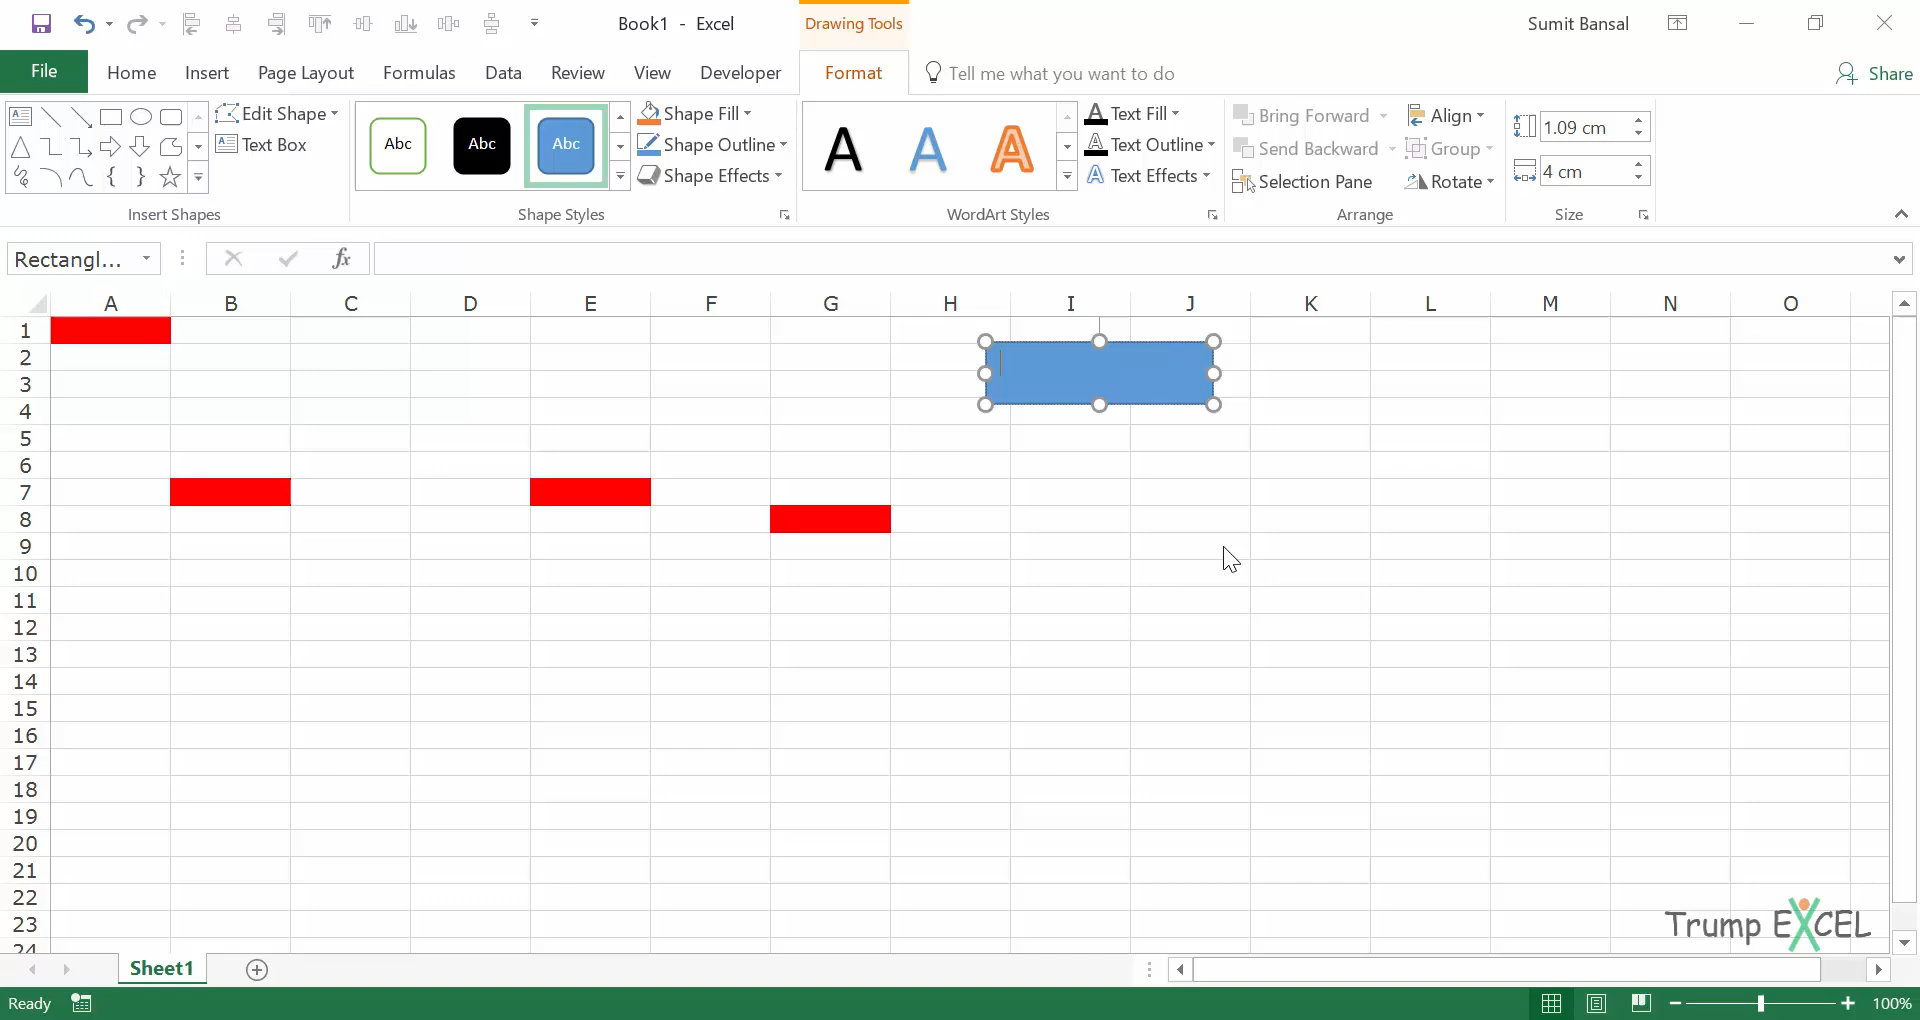 Book1 - Excel
Drawing Tools
Sumit Bansal
File
Home
Insert
Page Layout
Formulas
Data
Review
View
Developer
Format
Tell me what you want to do
Share
Edit Shape
Text Box
Insert Shapes
Abc
Abc
Abc
Shape Fill
Shape Outline
Shape Effects
Shape Styles
A
A
A
Text Fill
Text Outline
Text Effects
WordArt Styles
Bring Forward
Send Backward
Selection Pane
Align
Group
Rotate
Arrange
1.09 cm
4 cm
Size
Rectangl...
fx
A B C D E F G H I J K L M N O
1
2
3
4
5
6
7
8
9
10
11
12
13
14
15
16
17
18
19
20
21
22
23
24
Trump EXCEL
Sheet1
Ready
100%